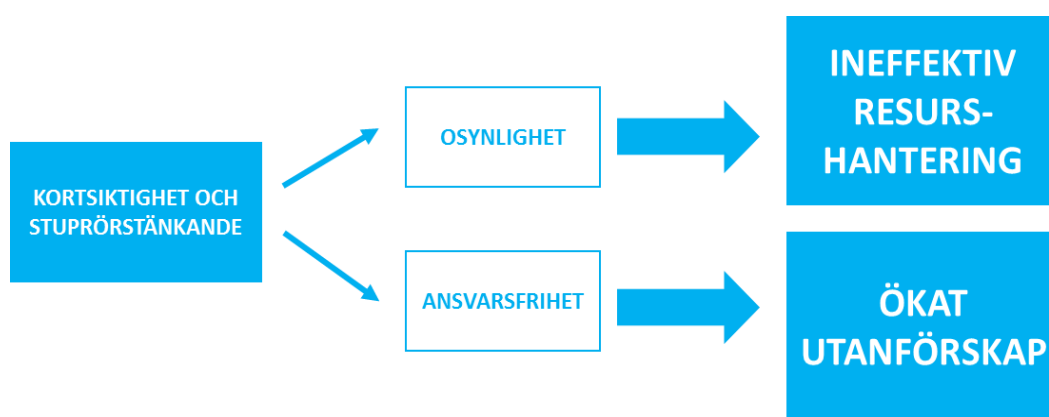 KORTSIKTIGHET OCH
STUPRÖRSTÄNKANDE
OSYNLIGHET
INEFFEKTIV
RESURS-
HANTERING
ANSVARSFRIHET
ÖKAT
UTANFÖRSKAP